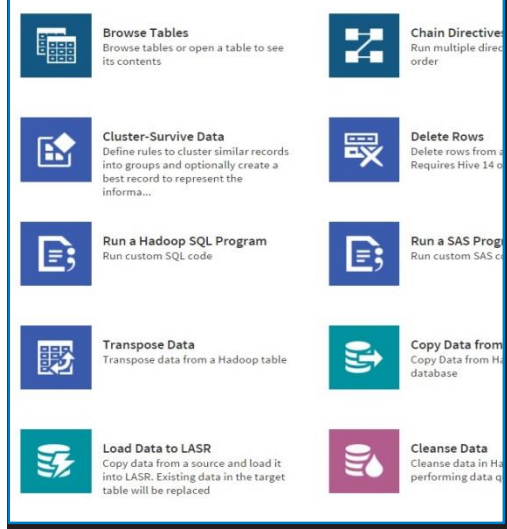 Browse Tables
Browse tables or open a table to see
its contents
Chain Directives
Run multiple direc
order
Cluster-Survive Data
Define rules to cluster similar records
into groups and optionally create a
best record to represent the
informa...
Delete Rows
Delete rows from a
Requires Hive 14 o
Run a Hadoop SQL Program
Run custom SQL code
Run a SAS Progr
Run custom SAS co
Transpose Data
Transpose data from a Hadoop table
Copy Data from
Copy Data from Ha
database
Load Data to LASR
Copy data from a source and load it
into LASR. Existing data in the target
table will be replaced
Cleanse Data
Cleanse data in Ha
performing data q